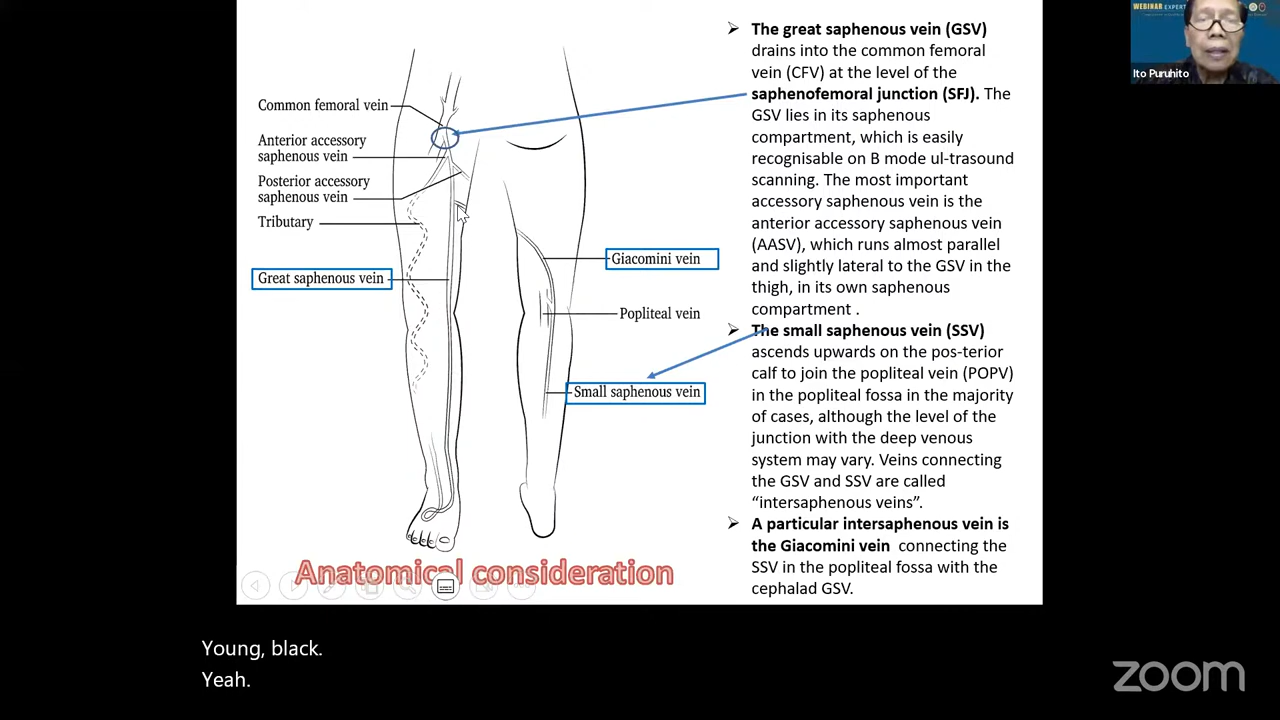 Common femoral vein
Anterior accessory
saphenous vein
Posterior accessory
saphenous vein
Tributary
Great saphenous vein
Giacomini vein
Popliteal vein
Small saphenous vein
Anatomical consideration
➢ The great saphenous vein (GSV)
drains into the common femoral
vein (CFV) at the level of the
saphenofemoral junction (SFJ). The
GSV lies in its saphenous
compartment, which is easily
recognisable on B mode ul-trasound
scanning. The most important
accessory saphenous vein is the
anterior accessory saphenous vein
(AASV), which runs almost parallel
and slightly lateral to the GSV in the
thigh, in its own saphenous
compartment .
➢ The small saphenous vein (SSV)
ascends upwards on the pos-terior
calf to join the popliteal vein (POPV)
in the popliteal fossa in the majority
of cases, although the level of the
junction with the deep venous
system may vary. Veins connecting
the GSV and SSV are called
“intersaphenous veins”.
➢ A particular intersaphenous vein is
the Giacomini vein connecting the
SSV in the popliteal fossa with the
cephalad GSV.
WEBINAR EXPERT
Ito Puruhito
Young, black.
Yeah.
zoom